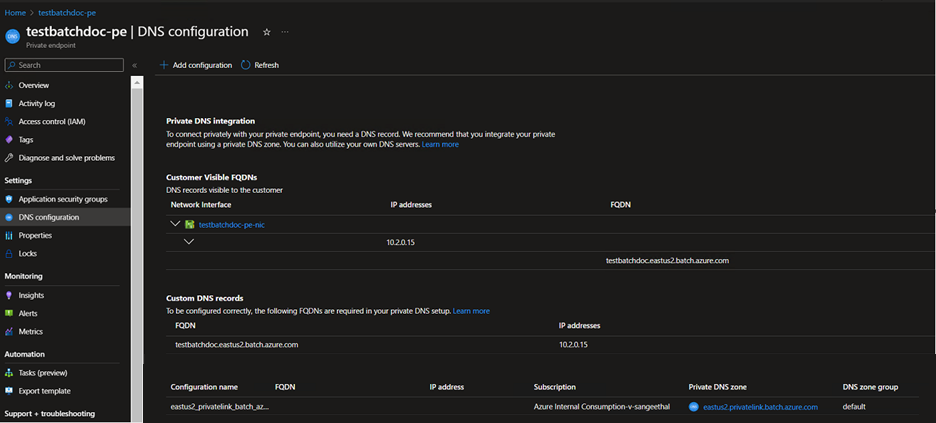 Home > testbatchdoc-pe
testbatchdoc-pe | DNS configuration
Private endpoint
Search
Add configuration Refresh
Overview
Activity log
Access control (IAM)
Tags
Diagnose and solve problems
Settings
Application security groups
DNS configuration
Properties
Locks
Monitoring
Insights
Alerts
Metrics
Automation
Tasks (preview)
Export template
Support + troubleshooting
Private DNS integration
To connect privately with your private endpoint, you need a DNS record. We recommend that you integrate your private
endpoint using a private DNS zone. You can also utilize your own DNS servers. Learn more
Customer Visible FQDNs
DNS records visible to the customer
Network Interface IP addresses FQDN
testbatchdoc-pe-nic
10.2.0.15
testbatchdoc.eastus2.batch.azure.com
Custom DNS records
To be configured correctly, the following FQDNs are required in your private DNS setup. Learn more
FQDN IP addresses
testbatchdoc.eastus2.batch.azure.com 10.2.0.15
Configuration name FQDN IP address Subscription Private DNS zone DNS zone group
eastus2_privatelink_batch_az... Azure Internal Consumption-v-sangeethal eastus2.privatelink.batch.azure.com default